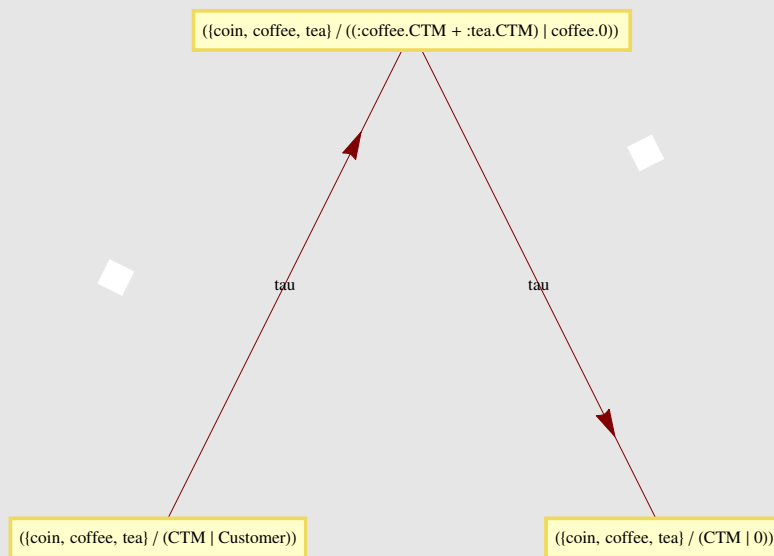 ({coin, coffee, tea} / ((:coffee.CTM + :tea.CTM) | coffee.0))
tau
tau
({coin, coffee, tea} / (CTM | Customer))
({coin, coffee, tea} / (CTM | 0))